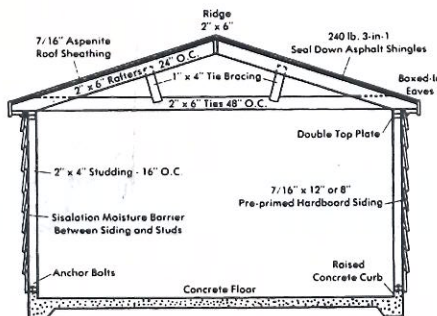 Ridge
2" x 6"
7/16" Aspenite
Roof Sheathing
240 lb. 3-in-1
Seal Down Asphalt Shingles
2" x 6" Rafters 24" O.C.
1" x 4" Tie Bracing
Boxed-In
Eaves
2" x 6" Ties 48" O.C.
Double Top Plate
2" x 4" Studding - 16" O.C.
7/16" x 12" or 8"
Pre-primed Hardboard Siding
Sisalation Moisture Barrier
Between Siding and Studs
Anchor Bolts
Raised
Concrete Curb
Concrete Floor